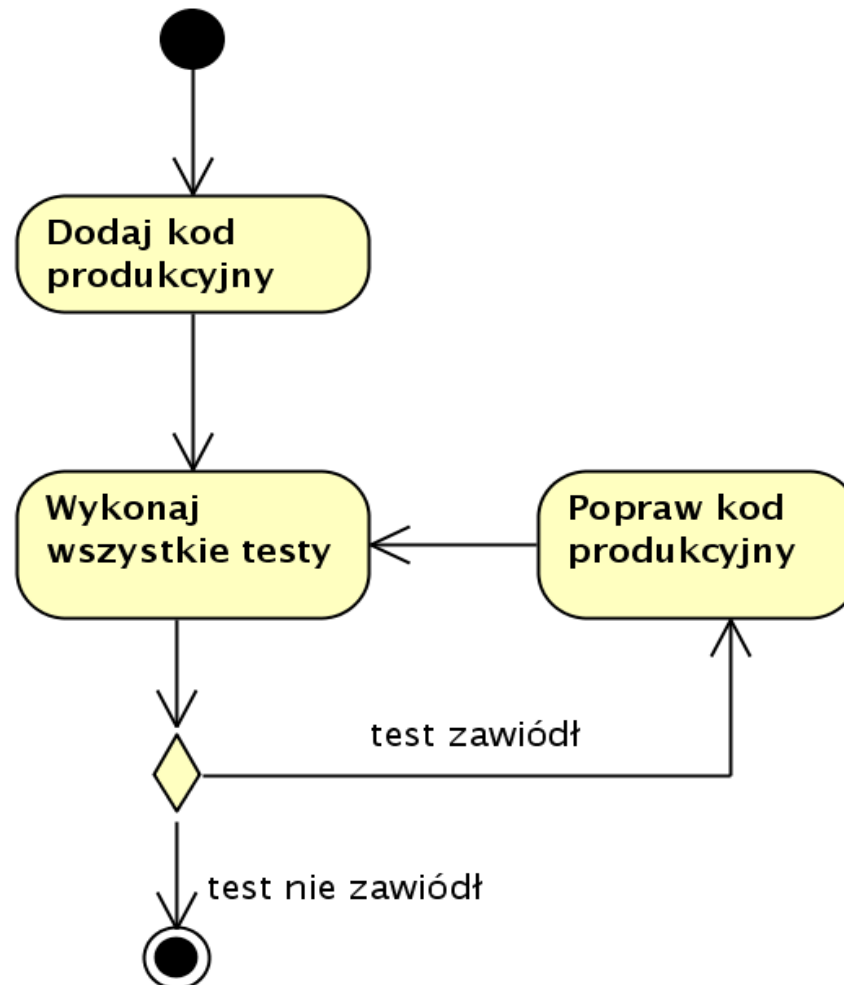 Dodaj kod
produkcyjny
Wykonaj
wszystkie testy
Popraw kod
produkcyjny
test zawiódł
test nie zawiódł